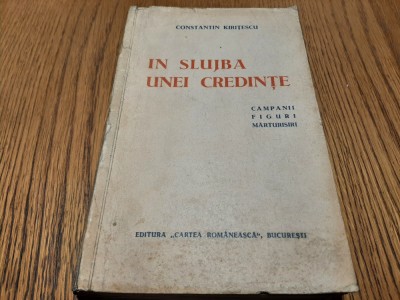 CONSTANTIN KIRIȚESCU
IN SLUJBA
UNEI CREDINȚE
CAMPANII
FIGURI
MĂRTURISIRI
EDITURA „CARTEA ROMÂNEASCĂ”, BUCUREȘTI